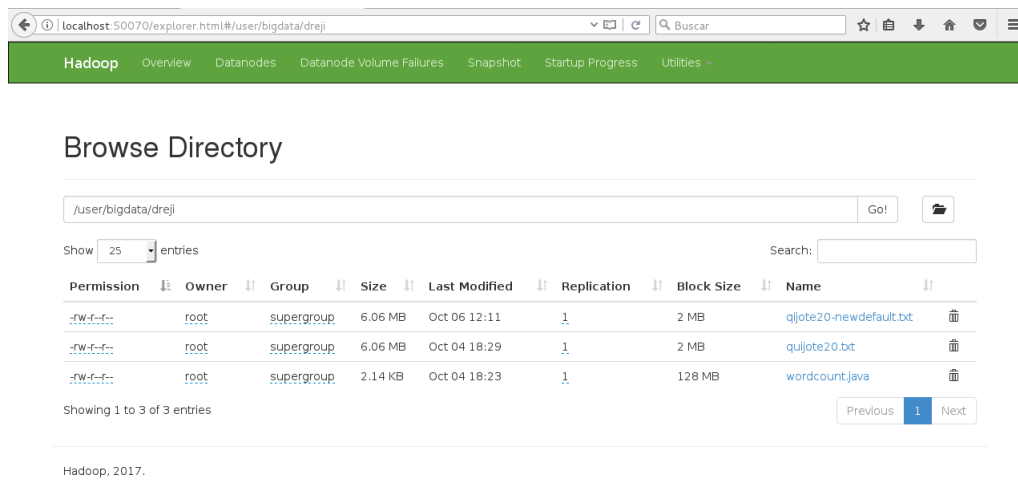 localhost:50070/explorer.html#/user/bigdata/dreji Buscar
Hadoop Overview Datanodes Datanode Volume Failures Snapshot Startup Progress Utilities
Browse Directory
/user/bigdata/dreji Go!
Show 25 entries Search:
Permission Owner Group Size Last Modified Replication Block Size Name
-rw-r--r-- root supergroup 6.06 MB Oct 06 12:11 1 2 MB qijote20-newdefault.txt
-rw-r--r-- root supergroup 6.06 MB Oct 04 18:29 1 2 MB quijote20.txt
-rw-r--r-- root supergroup 2.14 KB Oct 04 18:23 1 128 MB wordcount.java
Showing 1 to 3 of 3 entries Previous 1 Next
Hadoop, 2017.